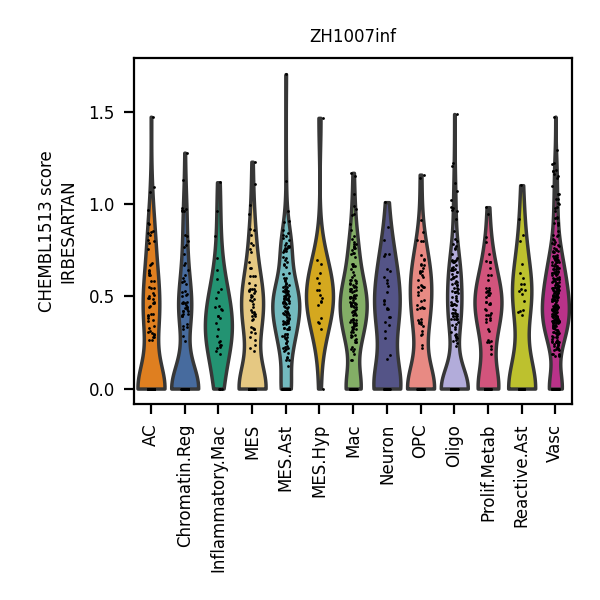 ZH1007inf
CHEMBL1513 score
IRBESARTAN
1.5
1.0
0.5
0.0
AC
Chromatin.Reg
Inflammatory.Mac
MES
MES.Ast
MES.Hyp
Mac
Neuron
OPC
Oligo
Prolif.Metab
Reactive.Ast
Vasc